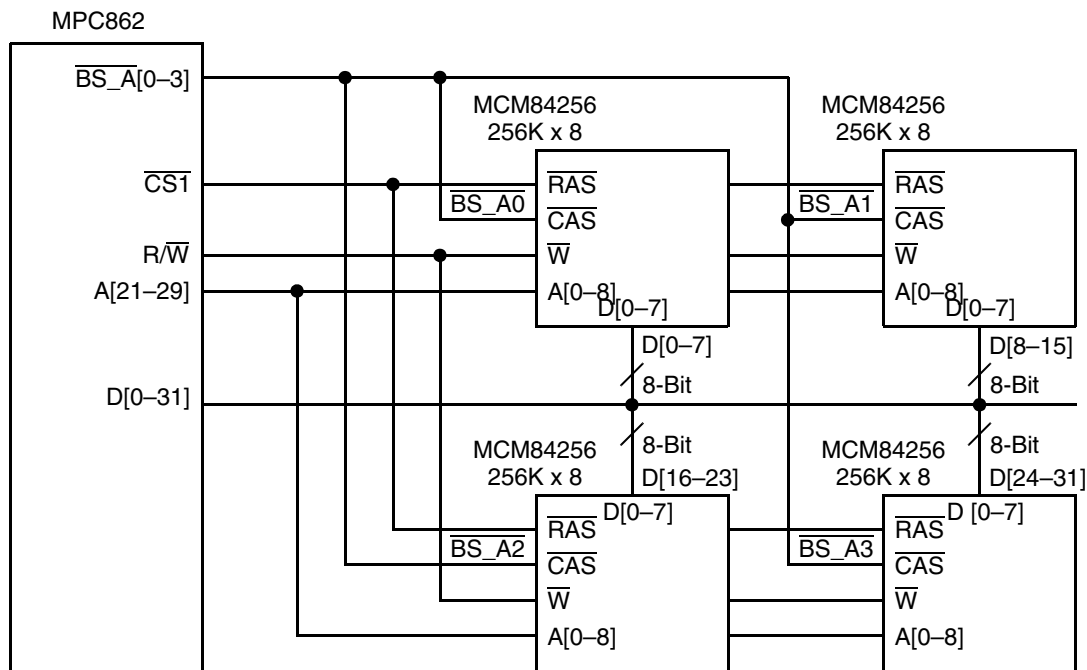 MPC862
BS_A[0–3]
MCM84256
256K x 8
MCM84256
256K x 8
CS1
RAS
RAS
BS_A0
BS_A1
CAS
CAS
R/W
W
W
A[21–29]
A[0–8]
A[0–8]
D[0–7]
D[0–7]
D[0–7]
D[8–15]
8-Bit
8-Bit
D[0–31]
8-Bit
8-Bit
MCM84256
256K x 8
MCM84256
256K x 8
D[16–23]
D[24–31]
D[0–7]
D [0–7]
RAS
RAS
BS_A2
BS_A3
CAS
CAS
W
W
A[0–8]
A[0–8]